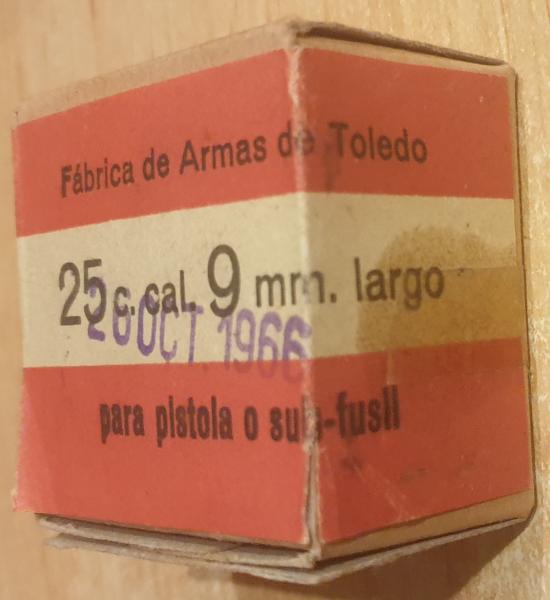 Fábrica de Armas de Toledo
25 c. cal. 9 mm. largo
26 OCT. 1966
para pistola o sub-fusil